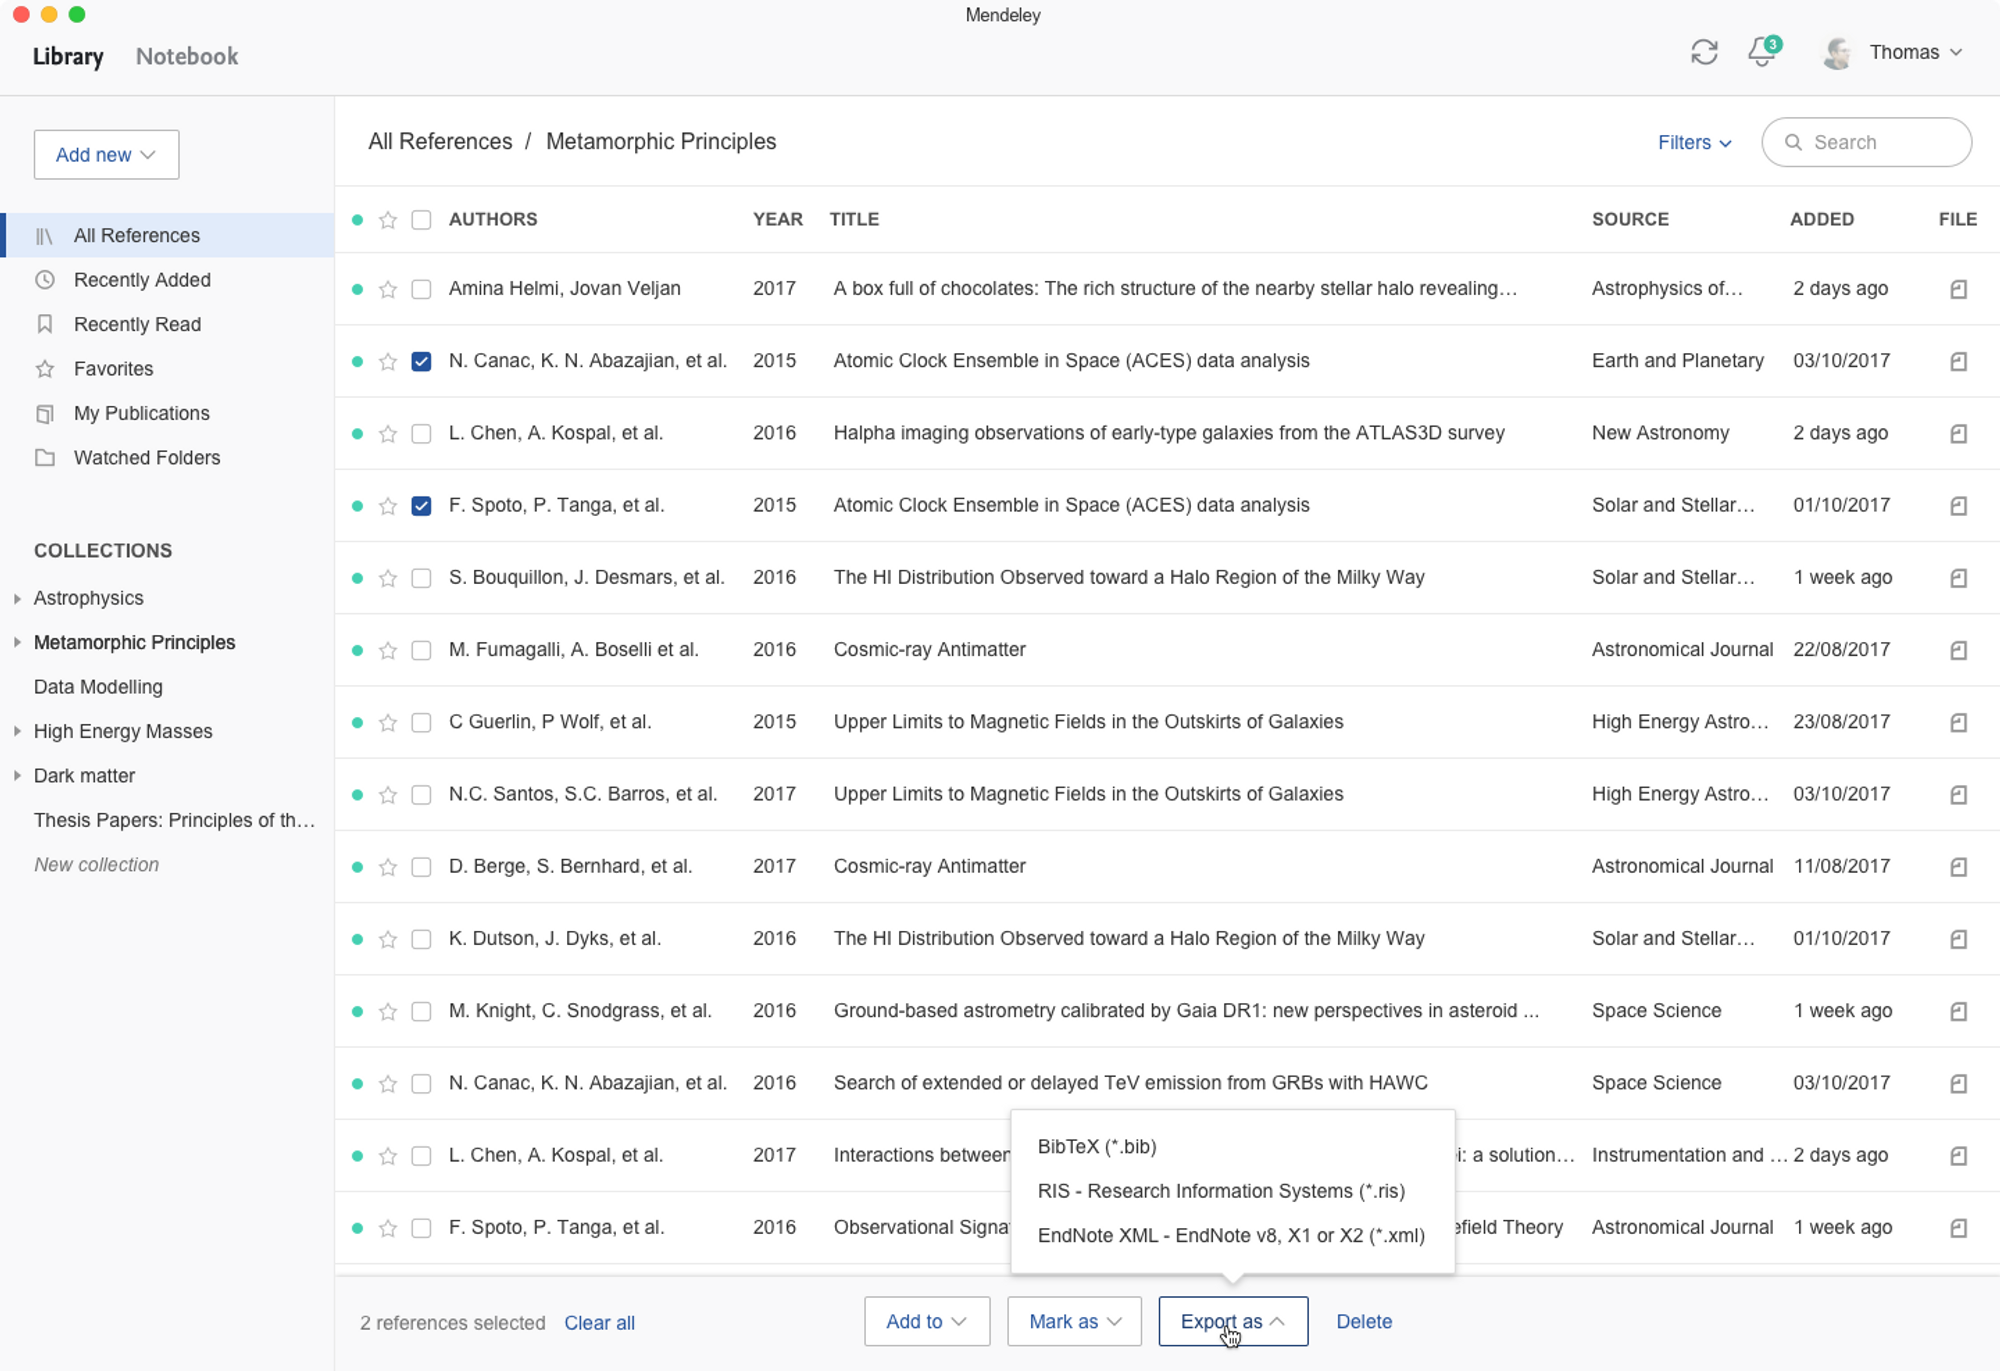 Mendeley
Library Notebook
3 Thomas
Add new
All References / Metamorphic Principles
Filters Search
All References
Recently Added
Recently Read
Favorites
My Publications
Watched Folders
COLLECTIONS
Astrophysics
Metamorphic Principles
Data Modelling
High Energy Masses
Dark matter
Thesis Papers: Principles of th...
New collection
AUTHORS YEAR TITLE SOURCE ADDED FILE
Amina Helmi, Jovan Veljan 2017 A box full of chocolates: The rich structure of the nearby stellar halo revealing... Astrophysics of... 2 days ago
N. Canac, K. N. Abazajian, et al. 2015 Atomic Clock Ensemble in Space (ACES) data analysis Earth and Planetary 03/10/2017
L. Chen, A. Kospal, et al. 2016 Halpha imaging observations of early-type galaxies from the ATLAS3D survey New Astronomy 2 days ago
F. Spoto, P. Tanga, et al. 2015 Atomic Clock Ensemble in Space (ACES) data analysis Solar and Stellar... 01/10/2017
S. Bouquillon, J. Desmars, et al. 2016 The HI Distribution Observed toward a Halo Region of the Milky Way Solar and Stellar... 1 week ago
M. Fumagalli, A. Boselli et al. 2016 Cosmic-ray Antimatter Astronomical Journal 22/08/2017
C Guerlin, P Wolf, et al. 2015 Upper Limits to Magnetic Fields in the Outskirts of Galaxies High Energy Astro... 23/08/2017
N.C. Santos, S.C. Barros, et al. 2017 Upper Limits to Magnetic Fields in the Outskirts of Galaxies High Energy Astro... 03/10/2017
D. Berge, S. Bernhard, et al. 2017 Cosmic-ray Antimatter Astronomical Journal 11/08/2017
K. Dutson, J. Dyks, et al. 2016 The HI Distribution Observed toward a Halo Region of the Milky Way Solar and Stellar... 01/10/2017
M. Knight, C. Snodgrass, et al. 2016 Ground-based astrometry calibrated by Gaia DR1: new perspectives in asteroid ... Space Science 1 week ago
N. Canac, K. N. Abazajian, et al. 2016 Search of extended or delayed TeV emission from GRBs with HAWC Space Science 03/10/2017
L. Chen, A. Kospal, et al. 2017 Interactions between i: a solution... Instrumentation and ... 2 days ago
F. Spoto, P. Tanga, et al. 2016 Observational Signa efield Theory Astronomical Journal 1 week ago
BibTeX (*.bib)
RIS - Research Information Systems (*.ris)
EndNote XML - EndNote v8, X1 or X2 (*.xml)
2 references selected Clear all Add to Mark as Export as Delete